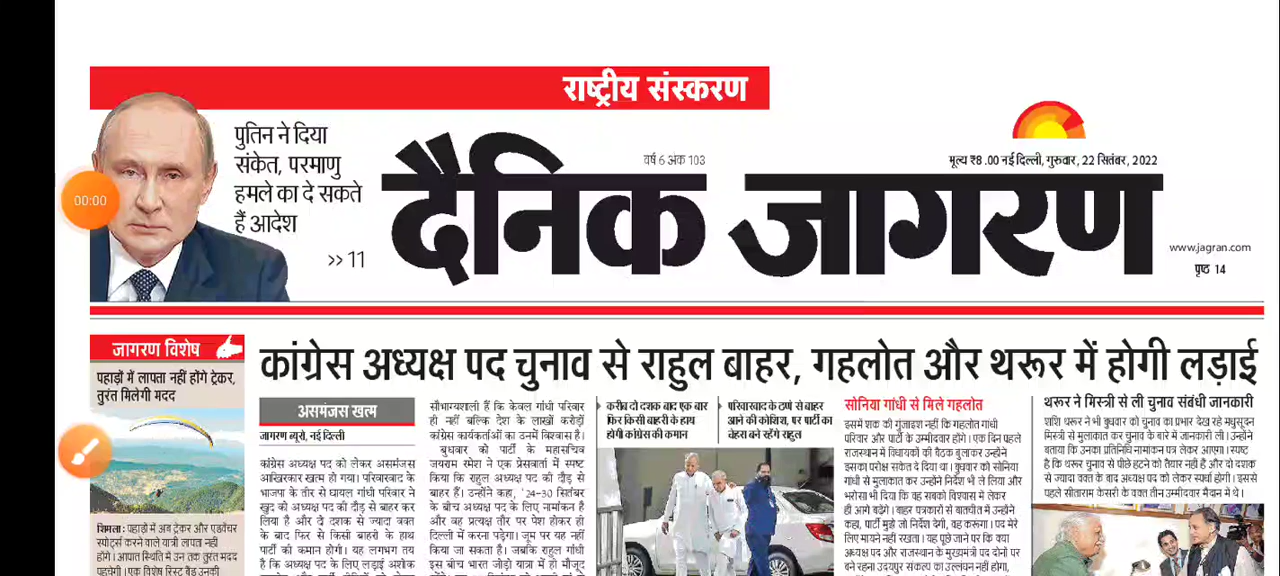 राष्ट्रीय संस्करण
पुतिन ने दिया
संकेत, परमाणु
हमले का दे सकते
हैं आदेश
>> 11
00:00
वर्ष 6 अंक 103
मूल्य ₹8.00 नई दिल्ली, गुरुवार, 22 सितंबर, 2022
दैनिक जागरण
www.jagran.com
पृष्ठ 14
जागरण विशेष
पहाड़ों में लापता नहीं होंगे ट्रेकर,
तुरंत मिलेगी मदद
शिमला: पहाड़ों में अब ट्रेकर और एडवेंचर
स्पोर्ट्स करने वाले यात्री लापता नहीं
होंगे। आपात स्थिति में उन तक तुरंत मदद
पहुंचेगी। एक विशेष रिस्ट बैंड उनकी
कांग्रेस अध्यक्ष पद चुनाव से राहुल बाहर, गहलोत और थरूर में होगी लड़ाई
असमंजस खत्म
जागरण ब्यूरो, नई दिल्ली
कांग्रेस अध्यक्ष पद को लेकर असमंजस
आखिरकार खत्म हो गया। परिवारवाद के
भाजपा के तीर से घायल गांधी परिवार ने
खुद को अध्यक्ष पद की दौड़ से बाहर कर
लिया है और दो दशक से ज्यादा वक्त
के बाद फिर से किसी बाहरी के हाथ
पार्टी की कमान होगी। यह लगभग तय
है कि अध्यक्ष पद के लिए लड़ाई अशोक
सौभाग्यशाली हैं कि केवल गांधी परिवार
ही नहीं बल्कि देश के लाखों करोड़ों
कांग्रेस कार्यकर्ताओं का उनमें विश्वास है।
बुधवार को पार्टी के महासचिव
जयराम रमेश ने एक प्रेसवार्ता में स्पष्ट
किया कि राहुल अध्यक्ष पद की दौड़ से
बाहर हैं। उन्होंने कहा, '24-30 सितंबर
के बीच अध्यक्ष पद के लिए नामांकन है
और वह प्रत्यक्ष तौर पर पेश होकर ही
दिल्ली में करना पड़ेगा। जूम पर यह नहीं
किया जा सकता है। जबकि राहुल गांधी
इस बीच भारत जोड़ो यात्रा में ही मौजूद
करीब दो दशक बाद एक बार
फिर किसी बाहरी के हाथ
होगी कांग्रेस की कमान
परिवारवाद के ठप्पे से बाहर
आने की कोशिश, पर पार्टी का
चेहरा बने रहेंगे राहुल
सोनिया गांधी से मिले गहलोत
इसमें शक की गुंजाइश नहीं कि गहलोत गांधी
परिवार और पार्टी के उम्मीदवार होंगे। एक दिन पहले
राजस्थान में विधायकों की बैठक बुलाकर उन्होंने
इसका परोक्ष संकेत दे दिया था। बुधवार को सोनिया
गांधी से मुलाकात कर उन्होंने निर्देश भी ले लिया और
भरोसा भी दिया कि वह सबको विश्वास में लेकर
ही आगे बढ़ेंगे। बाहर पत्रकारों से बातचीत में उन्होंने
कहा, पार्टी मुझे जो निर्देश देगी, वह करूंगा। पद मेरे
लिए मायने नहीं रखता। यह पूछे जाने पर कि क्या
अध्यक्ष पद और राजस्थान के मुख्यमंत्री पद दोनों पर
बने रहना उदयपुर संकल्प का उल्लंघन नहीं होगा,
थरूर ने मिस्त्री से ली चुनाव संबंधी जानकारी
शशि थरूर ने भी बुधवार को चुनाव का प्रभार देख रहे मधुसूदन
मिस्त्री से मुलाकात कर चुनाव के बारे में जानकारी ली। उन्होंने
बताया कि उनका प्रतिनिधि नामांकन पत्र लेकर आएगा। स्पष्ट
है कि थरूर चुनाव से पीछे हटने को तैयार नहीं हैं और दो दशक
से ज्यादा वक्त के बाद अध्यक्ष पद को लेकर स्पर्धा होगी। इससे
पहले सीताराम केसरी के वक्त तीन उम्मीदवार मैदान में थे।